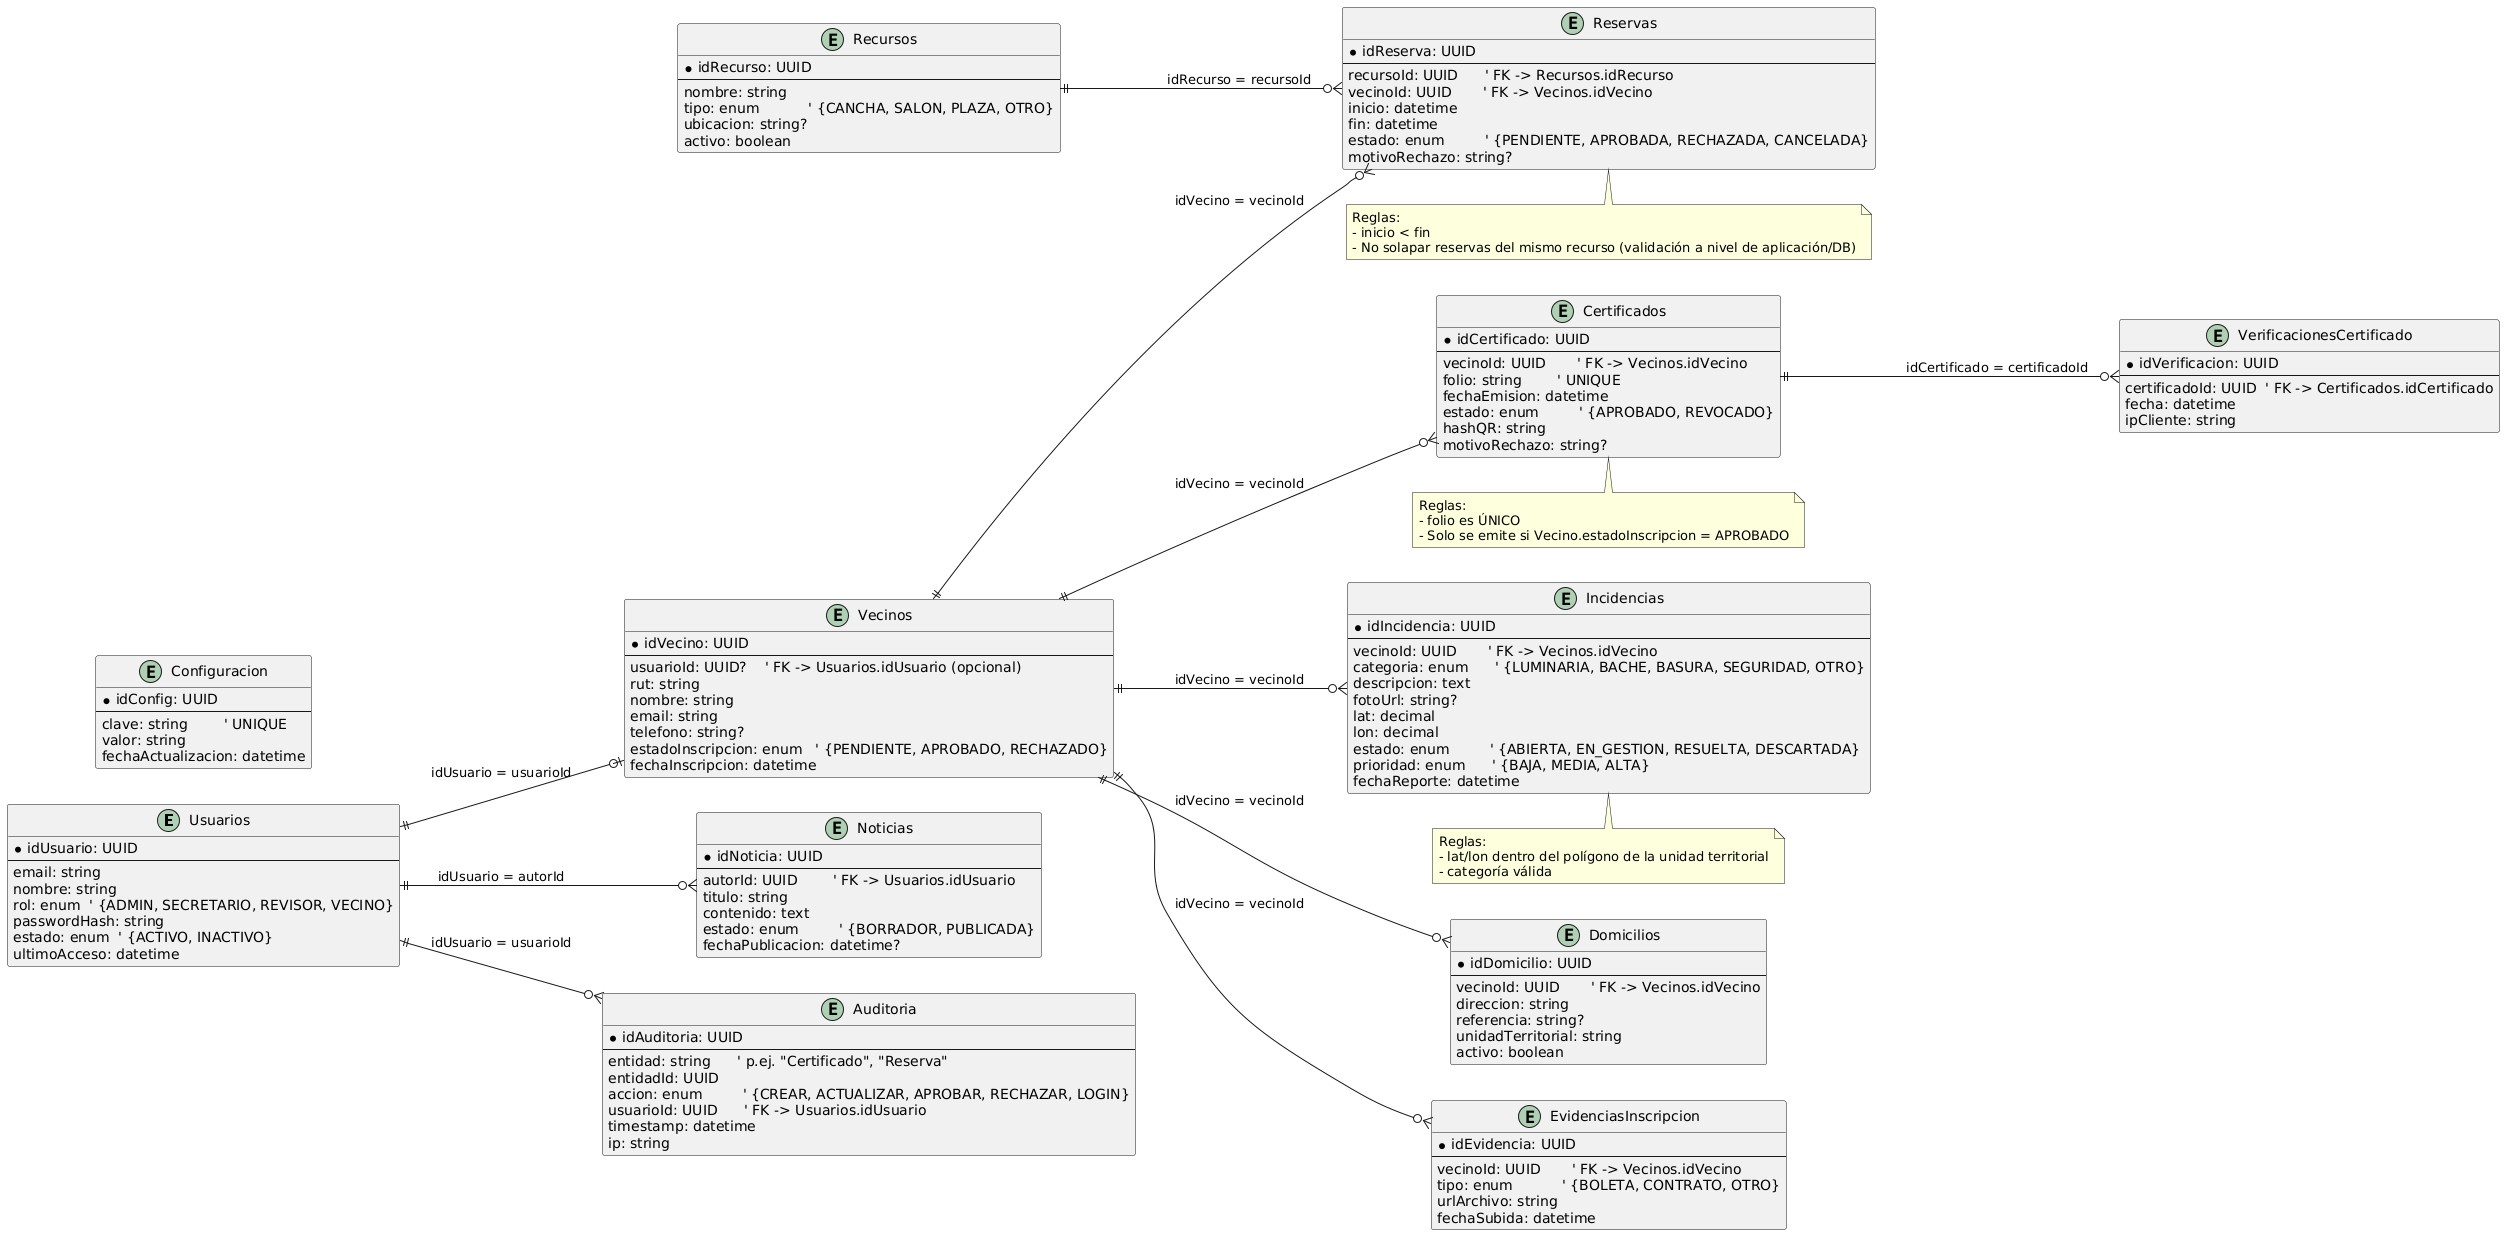 E Recursos
* idRecurso: UUID
nombre: string
tipo: enum ' {CANCHA, SALON, PLAZA, OTRO}
ubicacion: string?
activo: boolean
idRecurso = recursoId
E Reservas
* idReserva: UUID
recursoId: UUID ' FK -> Recursos.idRecurso
vecinoId: UUID ' FK -> Vecinos.idVecino
inicio: datetime
fin: datetime
estado: enum ' {PENDIENTE, APROBADA, RECHAZADA, CANCELADA}
motivoRechazo: string?
idVecino = vecinoId
Reglas:
- inicio < fin
- No solapar reservas del mismo recurso (validación a nivel de aplicación/DB)
E Certificados
* idCertificado: UUID
vecinoId: UUID ' FK -> Vecinos.idVecino
folio: string ' UNIQUE
fechaEmision: datetime
estado: enum ' {APROBADO, REVOCADO}
hashQR: string
motivoRechazo: string?
idCertificado = certificadoId
E VerificacionesCertificado
* idVerificacion: UUID
certificadoId: UUID ' FK -> Certificados.idCertificado
fecha: datetime
ipCliente: string
idVecino = vecinoId
Reglas:
- folio es ÚNICO
- Solo se emite si Vecino.estadoInscripcion = APROBADO
E Vecinos
* idVecino: UUID
usuarioId: UUID? ' FK -> Usuarios.idUsuario (opcional)
rut: string
nombre: string
email: string
telefono: string?
estadoInscripcion: enum ' {PENDIENTE, APROBADO, RECHAZADO}
fechaInscripcion: datetime
idVecino = vecinoId
E Incidencias
* idIncidencia: UUID
vecinoId: UUID ' FK -> Vecinos.idVecino
categoria: enum ' {LUMINARIA, BACHE, BASURA, SEGURIDAD, OTRO}
descripcion: text
fotoUrl: string?
lat: decimal
lon: decimal
estado: enum ' {ABIERTA, EN_GESTION, RESUELTA, DESCARTADA}
prioridad: enum ' {BAJA, MEDIA, ALTA}
fechaReporte: datetime
Reglas:
- lat/lon dentro del polígono de la unidad territorial
- categoría válida
E Configuracion
* idConfig: UUID
clave: string ' UNIQUE
valor: string
fechaActualizacion: datetime
idUsuario = usuarioId
E Usuarios
* idUsuario: UUID
email: string
nombre: string
rol: enum ' {ADMIN, SECRETARIO, REVISOR, VECINO}
passwordHash: string
estado: enum ' {ACTIVO, INACTIVO}
ultimoAcceso: datetime
idUsuario = autorId
E Noticias
* idNoticia: UUID
autorId: UUID ' FK -> Usuarios.idUsuario
titulo: string
contenido: text
estado: enum ' {BORRADOR, PUBLICADA}
fechaPublicacion: datetime?
idUsuario = usuarioId
E Auditoria
* idAuditoria: UUID
entidad: string ' p.ej. "Certificado", "Reserva"
entidadId: UUID
accion: enum ' {CREAR, ACTUALIZAR, APROBAR, RECHAZAR, LOGIN}
usuarioId: UUID ' FK -> Usuarios.idUsuario
timestamp: datetime
ip: string
idVecino = vecinoId
E Domicilios
* idDomicilio: UUID
vecinoId: UUID ' FK -> Vecinos.idVecino
direccion: string
referencia: string?
unidadTerritorial: string
activo: boolean
idVecino = vecinoId
E EvidenciasInscripcion
* idEvidencia: UUID
vecinoId: UUID ' FK -> Vecinos.idVecino
tipo: enum ' {BOLETA, CONTRATO, OTRO}
urlArchivo: string
fechaSubida: datetime